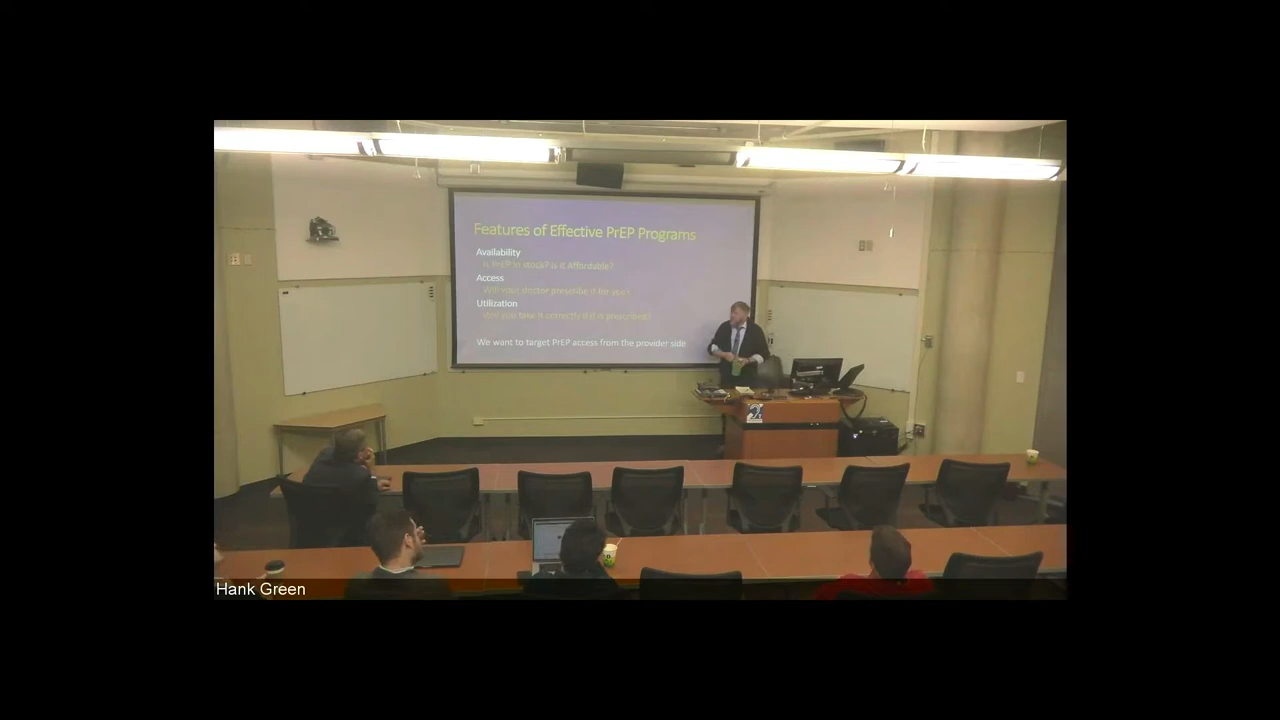 Features of Effective PrEP Programs
Availability
Is PrEP in stock? Is it Affordable?
Access
Will your doctor prescribe it for you?
Utilization
Will you take it correctly if it is prescribed?
We want to target PrEP access from the provider side
Hank Green